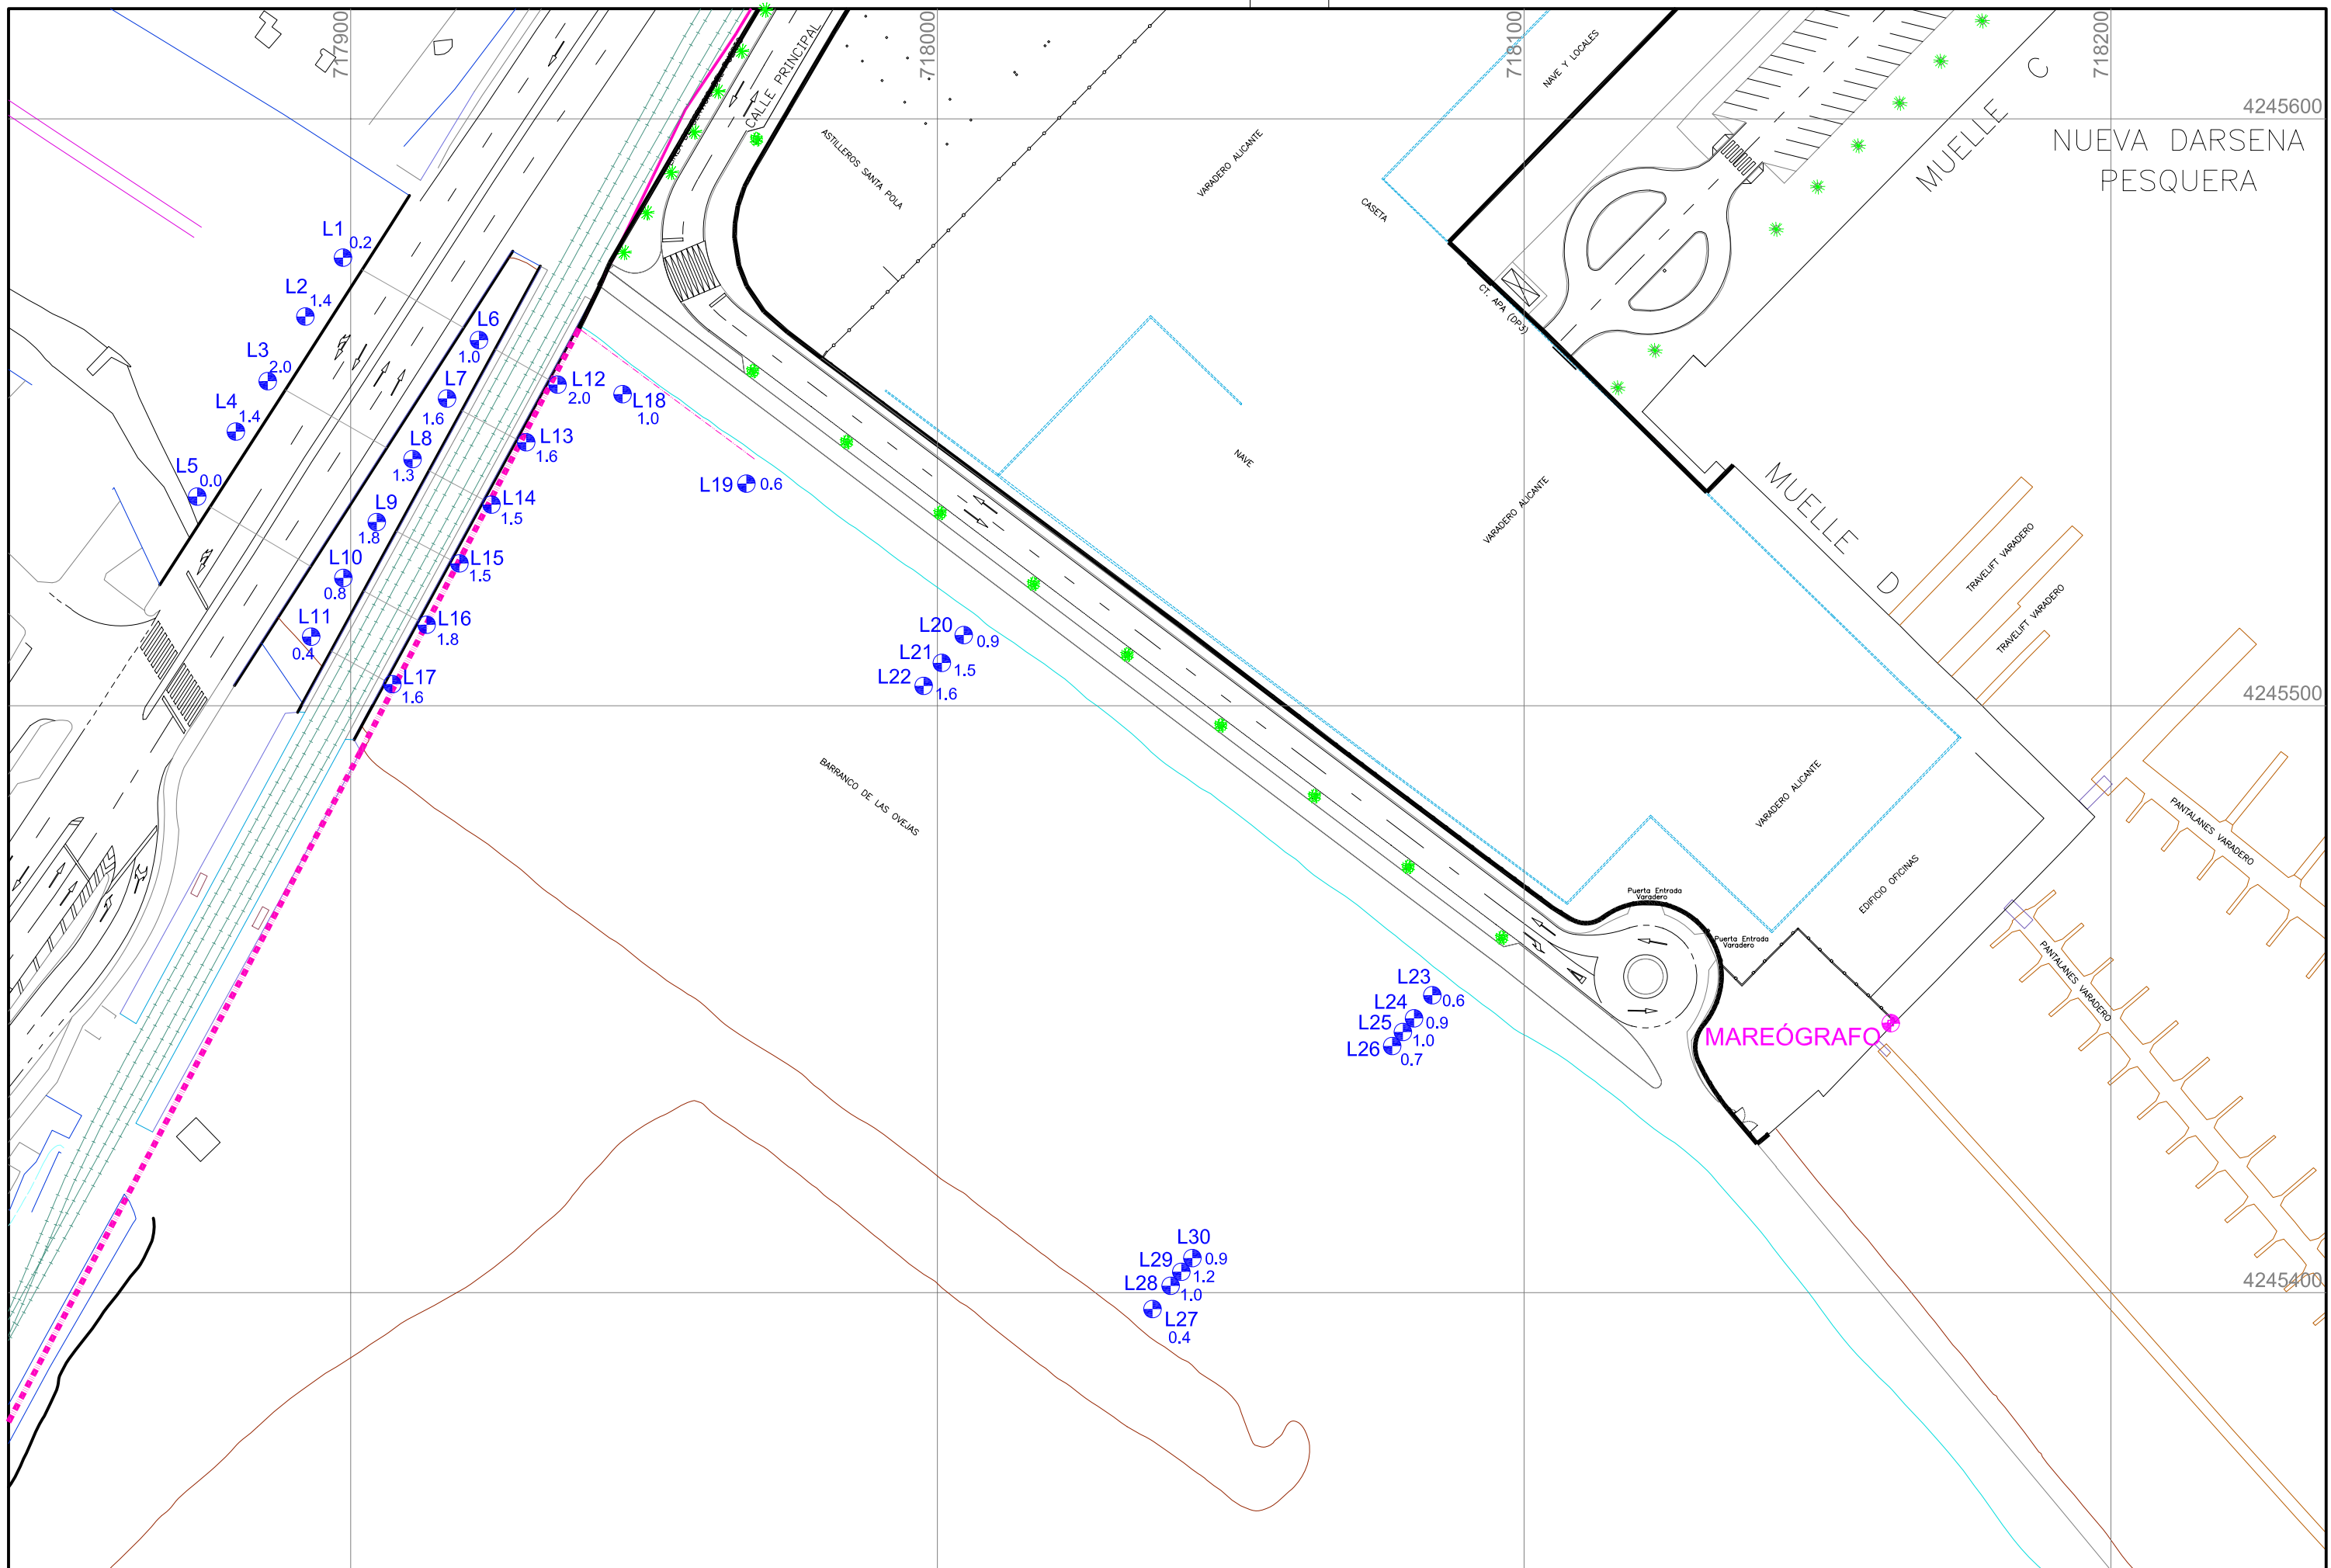 717900
718000
718100
718200
4245600
4245500
4245400
CALLE PRINCIPAL
ASTILLEROS SANTA POLA
VARADERO ALICANTE
NAVE Y LOCALES
CASETA
CT. APA (DP3)
MUELLE C
NUEVA DARSENA
PESQUERA
L1
0.2
L2
1.4
L3
2.0
L4
1.4
L5
0.0
L6
1.0
L7
1.6
L8
1.3
L9
1.8
L10
0.8
L11
0.4
L12
2.0
L13
1.6
L14
1.5
L15
1.5
L16
1.8
L17
1.6
L18
1.0
L19
0.6
L20
0.9
L21
1.5
L22
1.6
NAVE
VARADERO ALICANTE
MUELLE D
TRAVELIFT VARADERO
TRAVELIFT VARADERO
BARRANCO DE LAS OVEJAS
VARADERO ALICANTE
EDIFICIO OFICINAS
PANTALANES VARADERO
PANTALANES VARADERO
Puerta Entrada
Varadero
Puerta Entrada
Varadero
MAREÓGRAFO
L23
0.6
L24
0.9
L25
1.0
L26
0.7
L30
0.9
L29
1.2
L28
1.0
L27
0.4